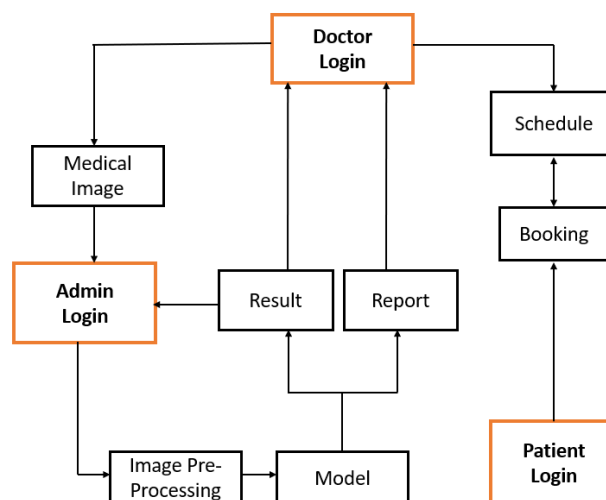 Doctor
Login
Schedule
Medical
Image
Booking
Admin
Login
Result
Report
Patient
Login
Image Pre-
Processing
Model